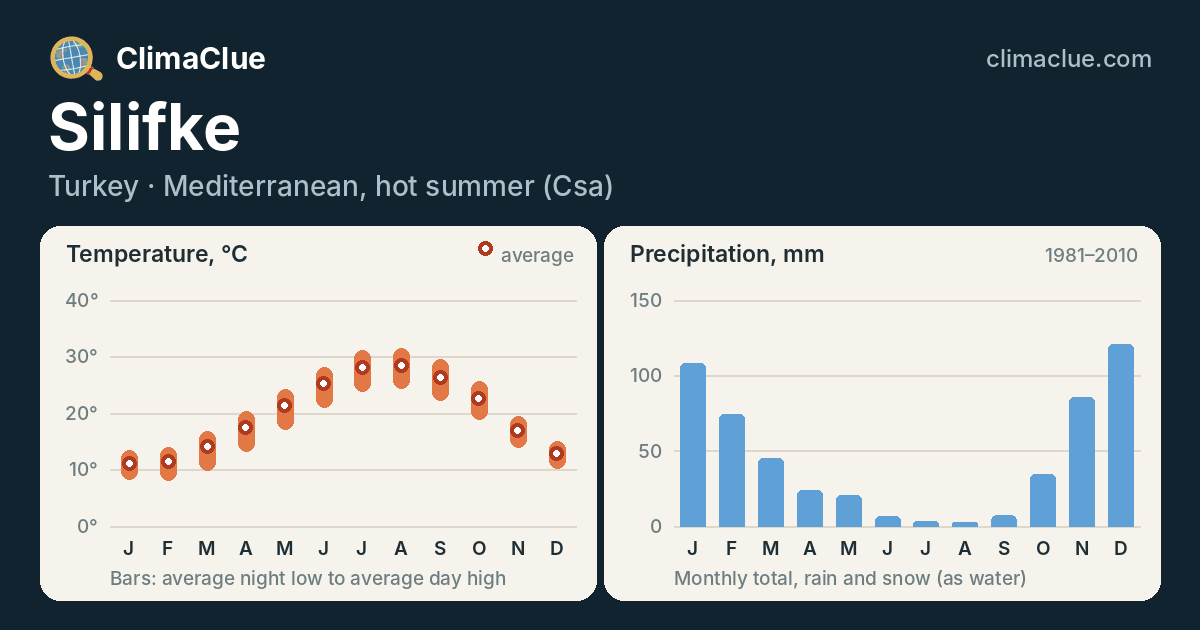 ClimaClue
climaclue.com
Silifke
Turkey · Mediterranean, hot summer (Csa)
Temperature, °C
average
40°
30°
20°
10°
0°
J F M A M J J A S O N D
Bars: average night low to average day high
Precipitation, mm
1981–2010
150
100
50
0
J F M A M J J A S O N D
Monthly total, rain and snow (as water)